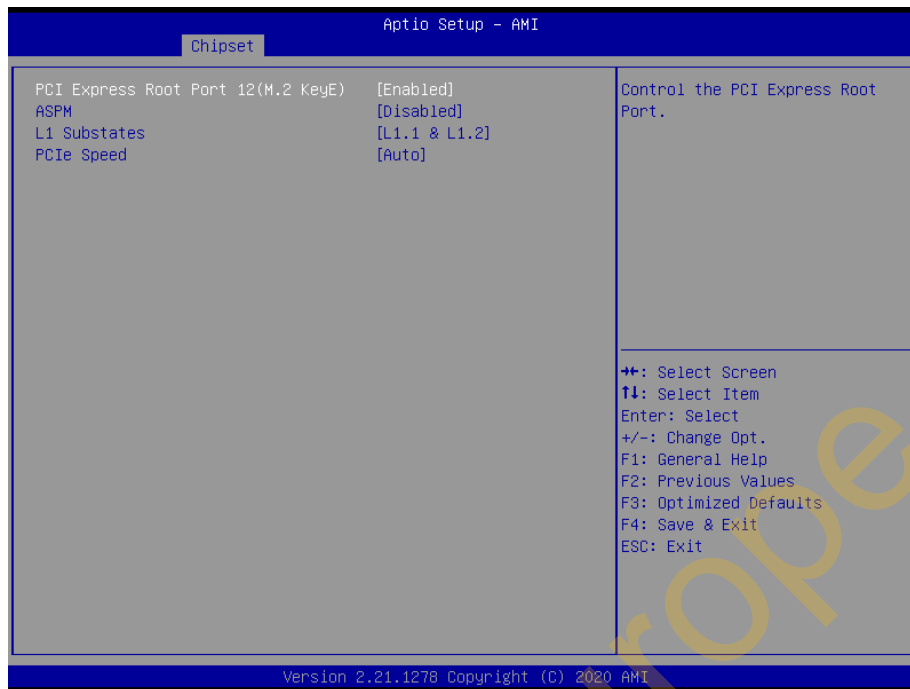 Aptio Setup – AMI
Chipset
PCI Express Root Port 12(M.2 KeyE) [Enabled]
ASPM [Disabled]
L1 Substates [L1.1 & L1.2]
PCIe Speed [Auto]
Control the PCI Express Root
Port.
→←: Select Screen
↑↓: Select Item
Enter: Select
+/-: Change Opt.
F1: General Help
F2: Previous Values
F3: Optimized Defaults
F4: Save & Exit
ESC: Exit
Version 2.21.1278 Copyright (C) 2020 AMI